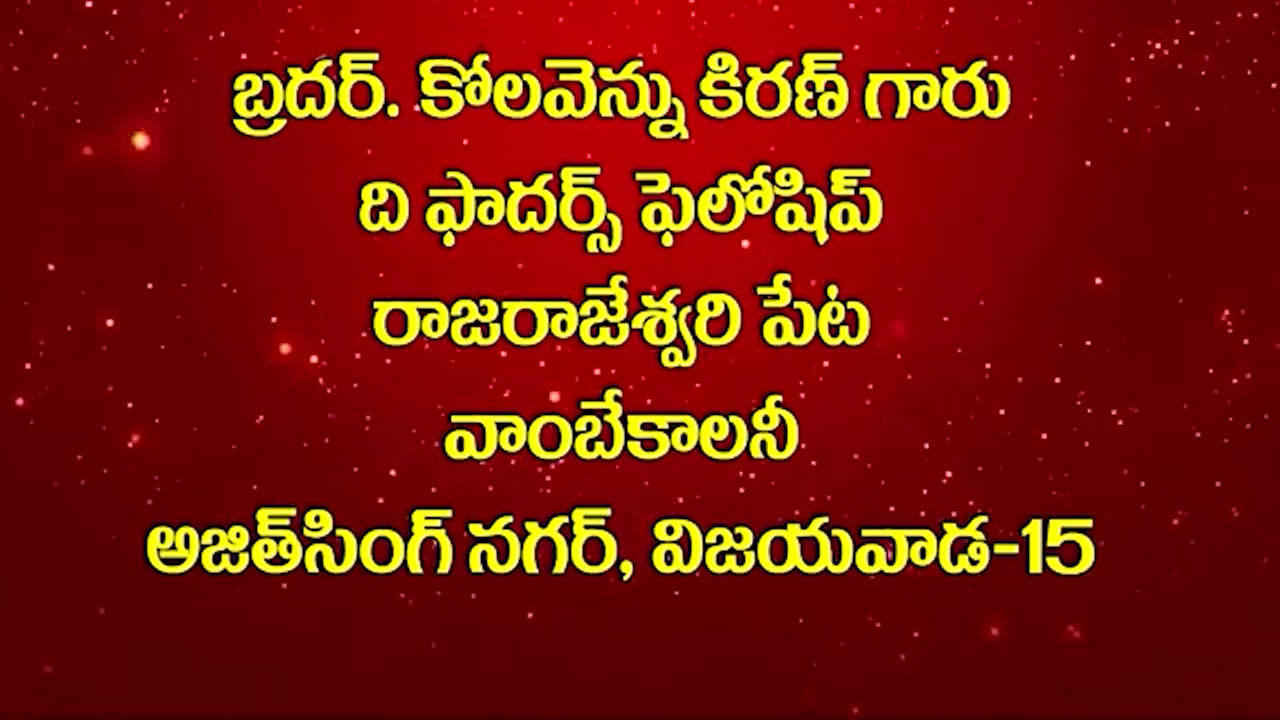 బ్రదర్. కోలవెన్ను కిరణ్ గారు
ది ఫాదర్స్ ఫెలోషిప్
రాజరాజేశ్వరి పేట
వాంబేకాలనీ
అజిత్‌సింగ్ నగర్, విజయవాడ-15